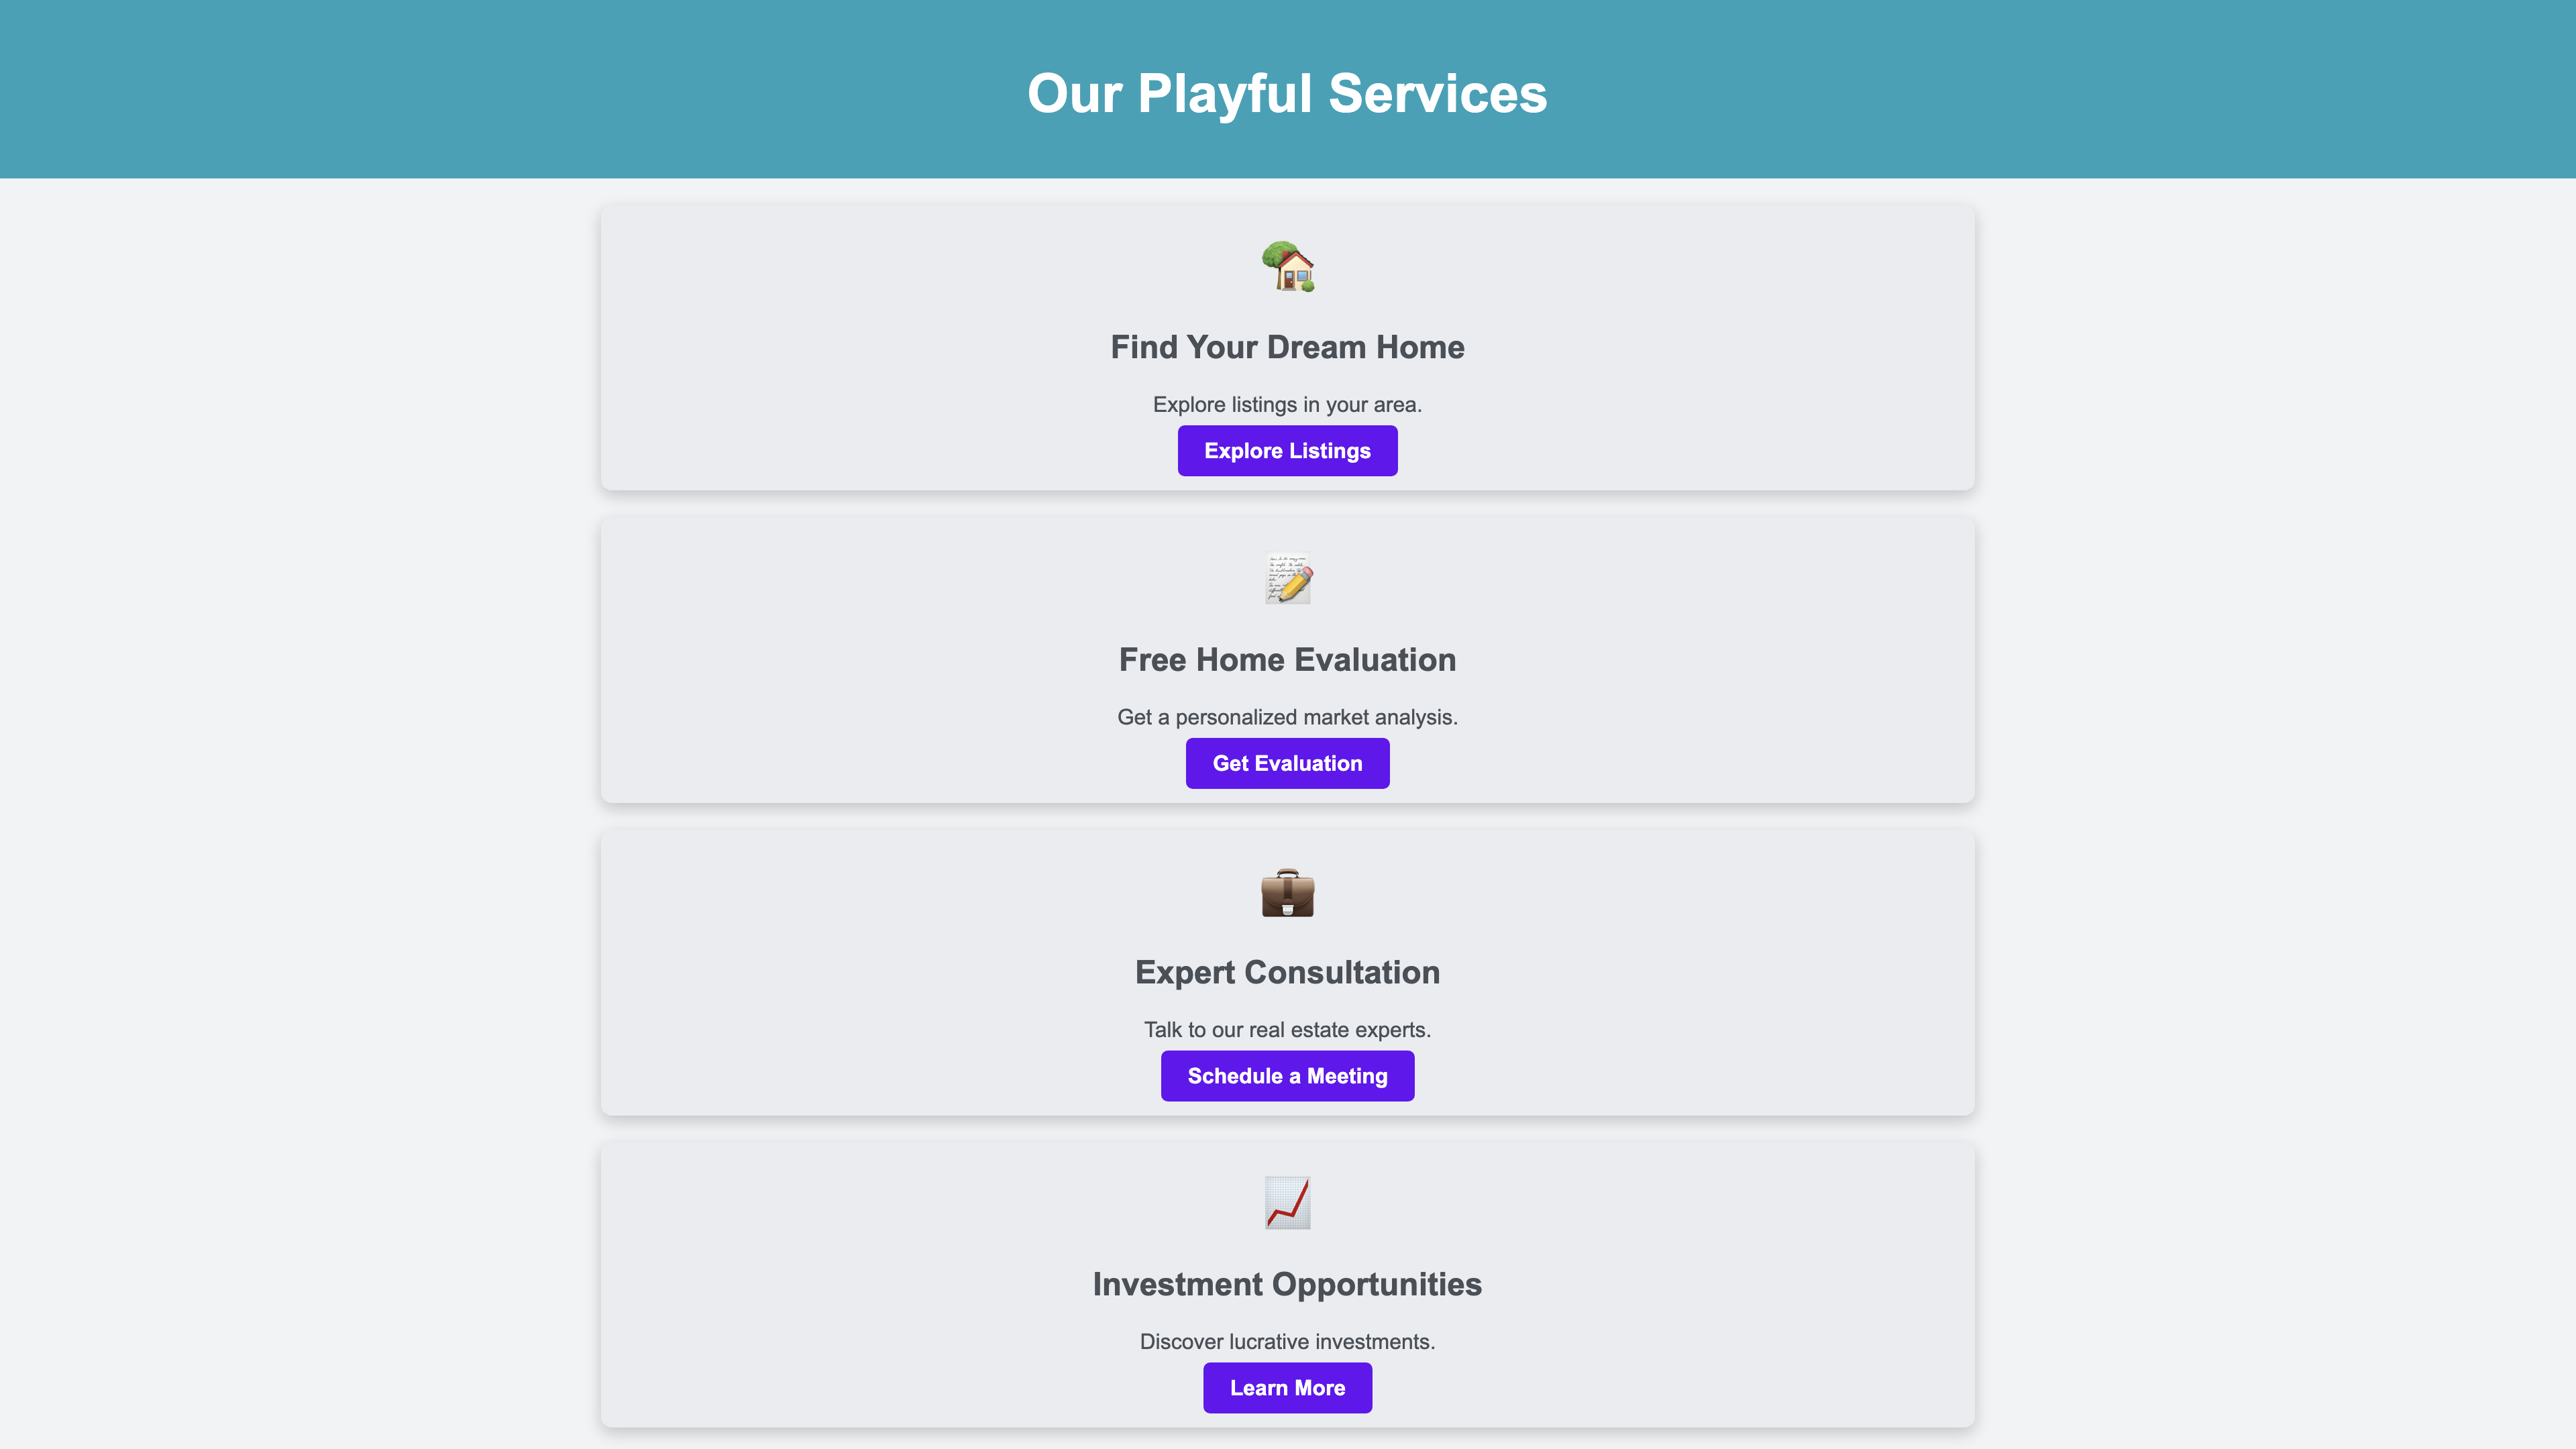 Our Playful Services
Find Your Dream Home
Explore listings in your area.
Explore Listings
Free Home Evaluation
Get a personalized market analysis.
Get Evaluation
Expert Consultation
Talk to our real estate experts.
Schedule a Meeting
Investment Opportunities
Discover lucrative investments.
Learn More